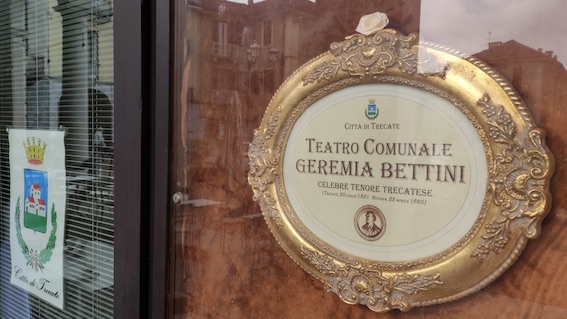 Città di Trecate
Città di Trecate
Teatro Comunale
Geremia Bettini
celebre tenore trecatese